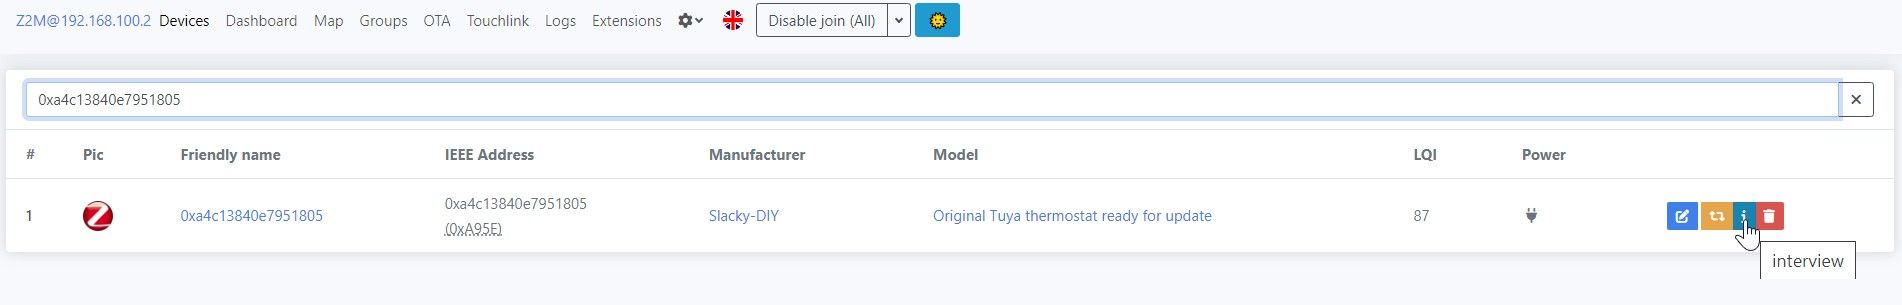 Z2M@192.168.100.2 Devices Dashboard Map Groups OTA Touchlink Logs Extensions Disable join (All)
0xa4c13840e7951805
# Pic Friendly name IEEE Address Manufacturer Model LQI Power
1 0xa4c13840e7951805 0xa4c13840e7951805 Slacky-DIY Original Tuya thermostat ready for update 87
(0xA95E)
interview